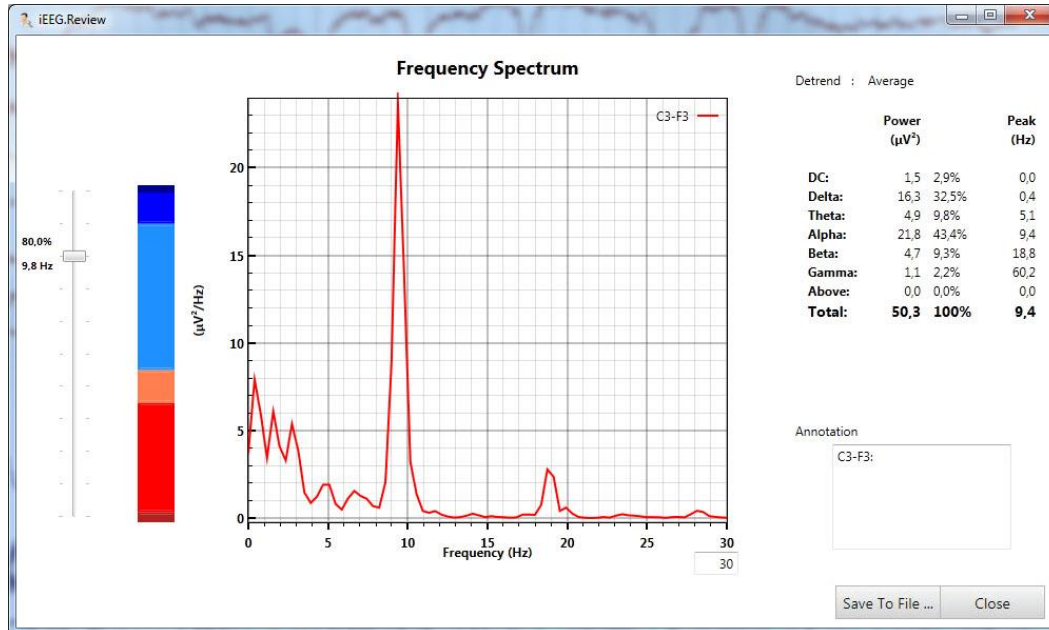 iEEG.Review
Frequency Spectrum
Detrend : Average
C3-F3
Power Peak
(µV²) (Hz)
DC: 1,5 2,9% 0,0
Delta: 16,3 32,5% 0,4
Theta: 4,9 9,8% 5,1
Alpha: 21,8 43,4% 9,4
Beta: 4,7 9,3% 18,8
Gamma: 1,1 2,2% 60,2
Above: 0,0 0,0% 0,0
Total: 50,3 100% 9,4
80,0%
9,8 Hz
(µV²/Hz)
20
15
10
5
0
0 5 10 15 20 25 30
Frequency (Hz)
30
Annotation
C3-F3:
Save To File ... Close